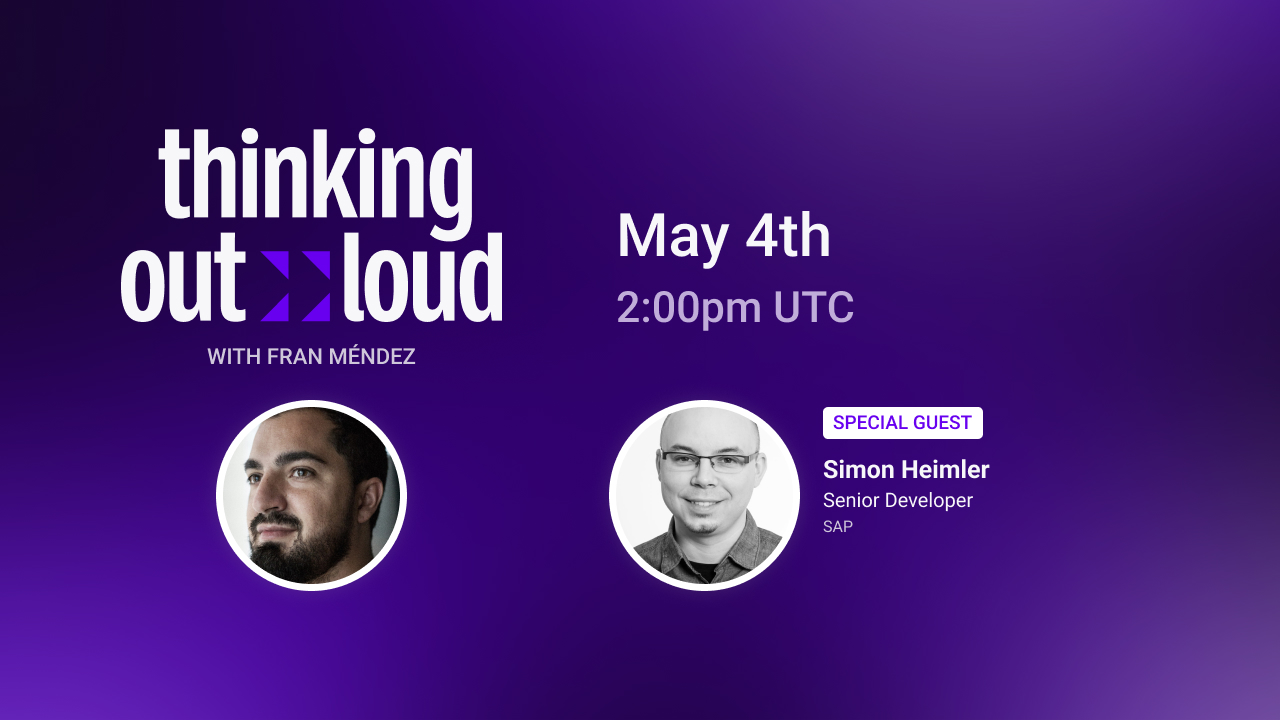 thinking
out loud
WITH FRAN MÉNDEZ
May 4th
2:00pm UTC
SPECIAL GUEST
Simon Heimler
Senior Developer
SAP